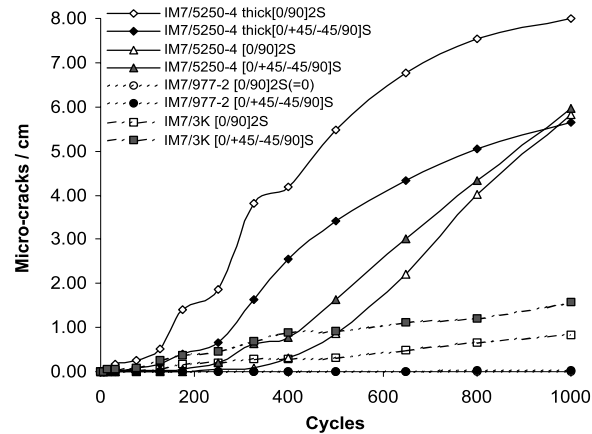 8.00
7.00
6.00
5.00
4.00
3.00
2.00
1.00
0.00
Micro-cracks / cm
IM7/5250-4 thick[0/90]2S
IM7/5250-4 thick[0/+45/-45/90]S
IM7/5250-4 [0/90]2S
IM7/5250-4 [0/+45/-45/90]S
IM7/977-2 [0/90]2S(=0)
IM7/977-2 [0/+45/-45/90]S
IM7/3K [0/90]2S
IM7/3K [0/+45/-45/90]S
0
200
400
600
800
1000
Cycles